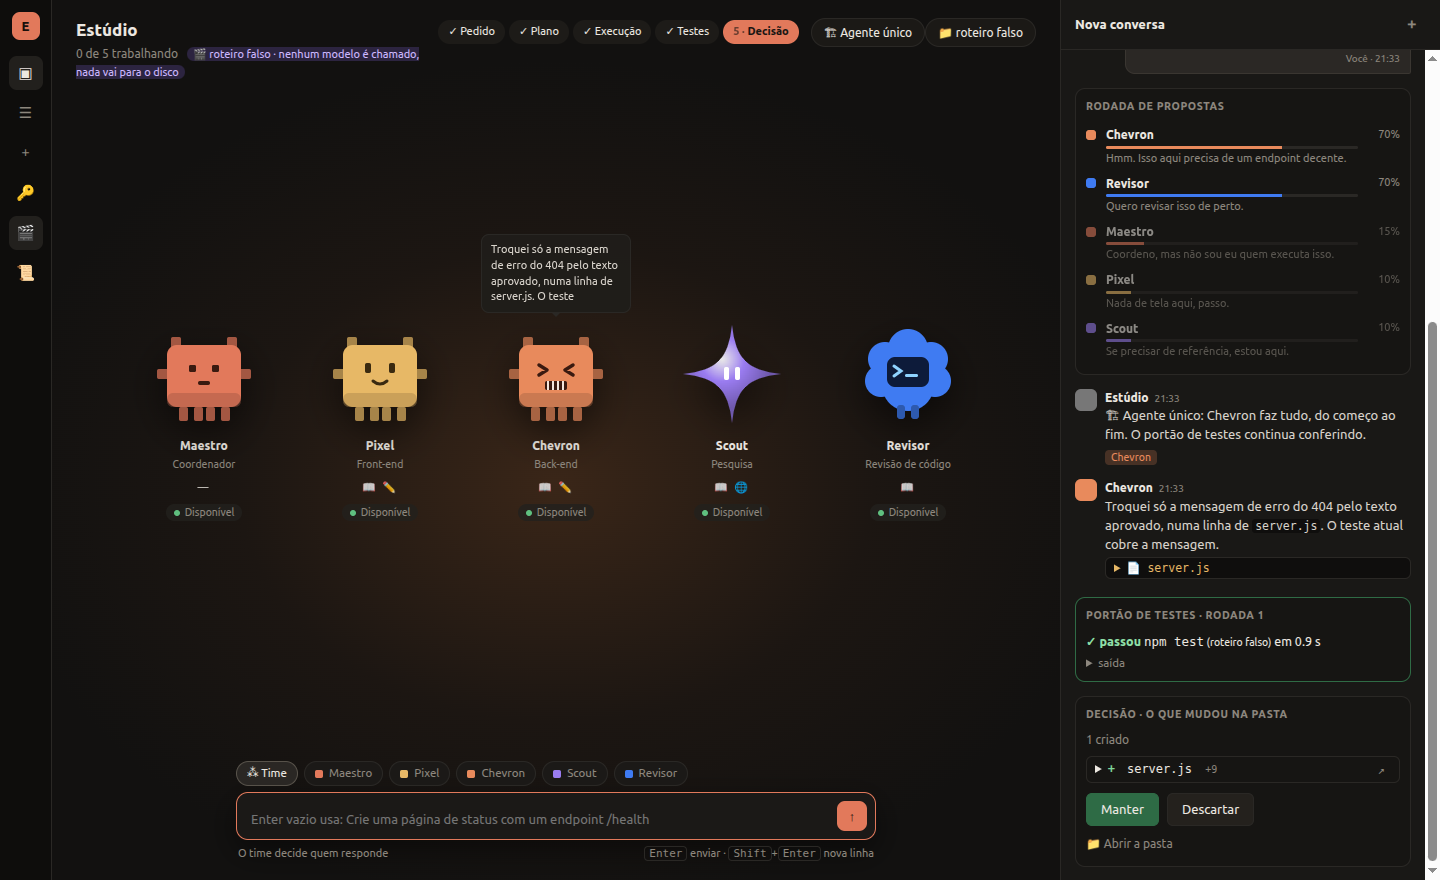 E
Estúdio
0 de 5 trabalhando 🎬 roteiro falso · nenhum modelo é chamado,
nada vai para o disco
✓ Pedido
✓ Plano
✓ Execução
✓ Testes
5 · Decisão
🏗 Agente único
📁 roteiro falso
Troquei só a mensagem
de erro do 404 pelo texto
aprovado, numa linha de
server.js. O teste
Maestro
Coordenador
—
Disponível
Pixel
Front-end
Disponível
Chevron
Back-end
Disponível
Scout
Pesquisa
Disponível
Revisor
Revisão de código
Disponível
Time
Maestro
Pixel
Chevron
Scout
Revisor
Enter vazio usa: Crie uma página de status com um endpoint /health
↑
O time decide quem responde
Enter enviar · Shift+Enter nova linha
Nova conversa
+
Você · 21:33
RODADA DE PROPOSTAS
Chevron 70%
Hmm. Isso aqui precisa de um endpoint decente.
Revisor 70%
Quero revisar isso de perto.
Maestro 15%
Coordeno, mas não sou eu quem executa isso.
Pixel 10%
Nada de tela aqui, passo.
Scout 10%
Se precisar de referência, estou aqui.
Estúdio 21:33
🏗 Agente único: Chevron faz tudo, do começo ao
fim. O portão de testes continua conferindo.
Chevron
Chevron 21:33
Troquei só a mensagem de erro do 404 pelo texto
aprovado, numa linha de server.js. O teste atual
cobre a mensagem.
▶ 📄 server.js
PORTÃO DE TESTES · RODADA 1
✓ passou npm test (roteiro falso) em 0.9 s
▶ saída
DECISÃO · O QUE MUDOU NA PASTA
1 criado
▶ + server.js +9 ↗
Manter
Descartar
📁 Abrir a pasta